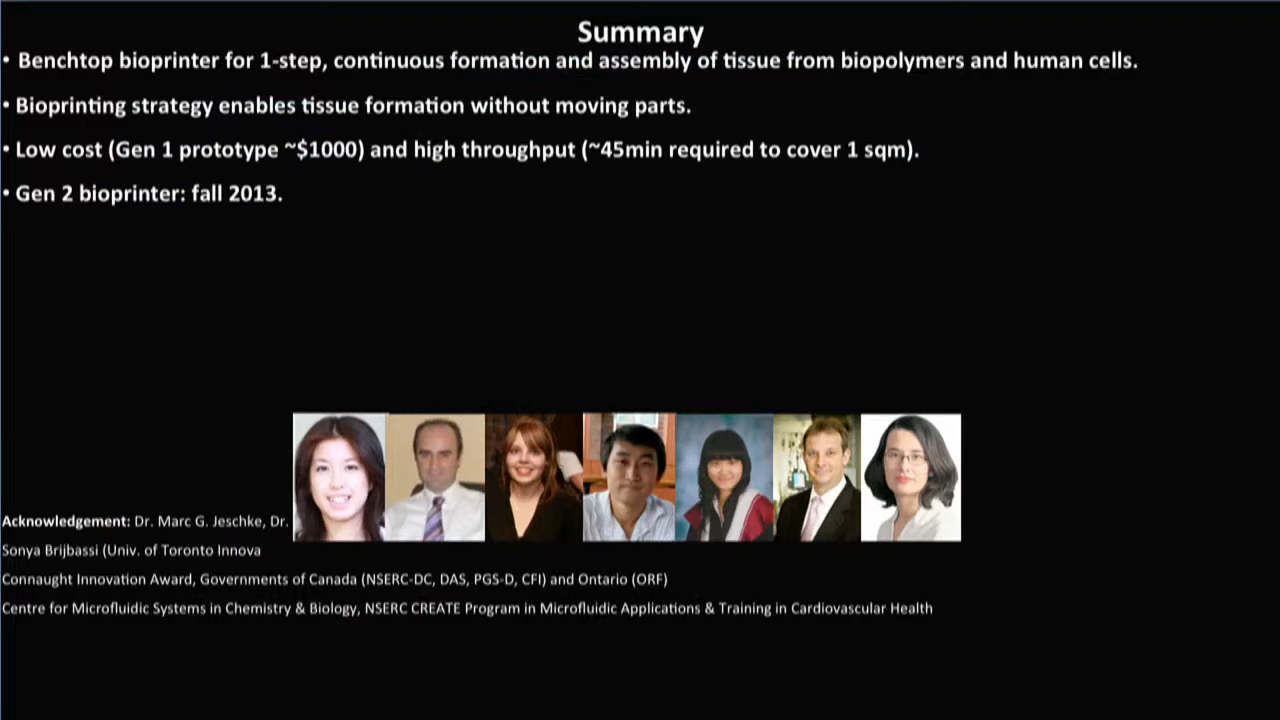 Summary
• Benchtop bioprinter for 1-step, continuous formation and assembly of tissue from biopolymers and human cells.
• Bioprinting strategy enables tissue formation without moving parts.
• Low cost (Gen 1 prototype ~$1000) and high throughput (~45min required to cover 1 sqm).
• Gen 2 bioprinter: fall 2013.
Acknowledgement: Dr. Marc G. Jeschke, Dr.
Sonya Brijbassi (Univ. of Toronto Innova
Connaught Innovation Award, Governments of Canada (NSERC-DC, DAS, PGS-D, CFI) and Ontario (ORF)
Centre for Microfluidic Systems in Chemistry & Biology, NSERC CREATE Program in Microfluidic Applications & Training in Cardiovascular Health